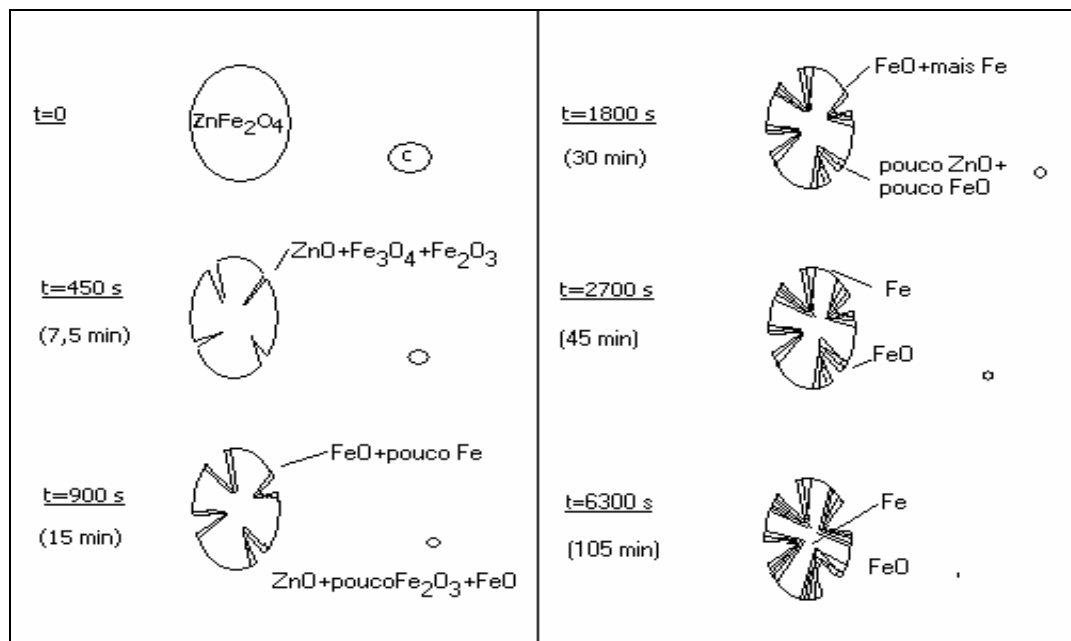 t=0
ZnFe2O4
C
t=450 s
(7,5 min)
ZnO+Fe3O4+Fe2O3
t=900 s
(15 min)
FeO+pouco Fe
ZnO+poucoFe2O3+FeO
t=1800 s
(30 min)
FeO+mais Fe
pouco ZnO+
pouco FeO
t=2700 s
(45 min)
Fe
FeO
t=6300 s
(105 min)
Fe
FeO